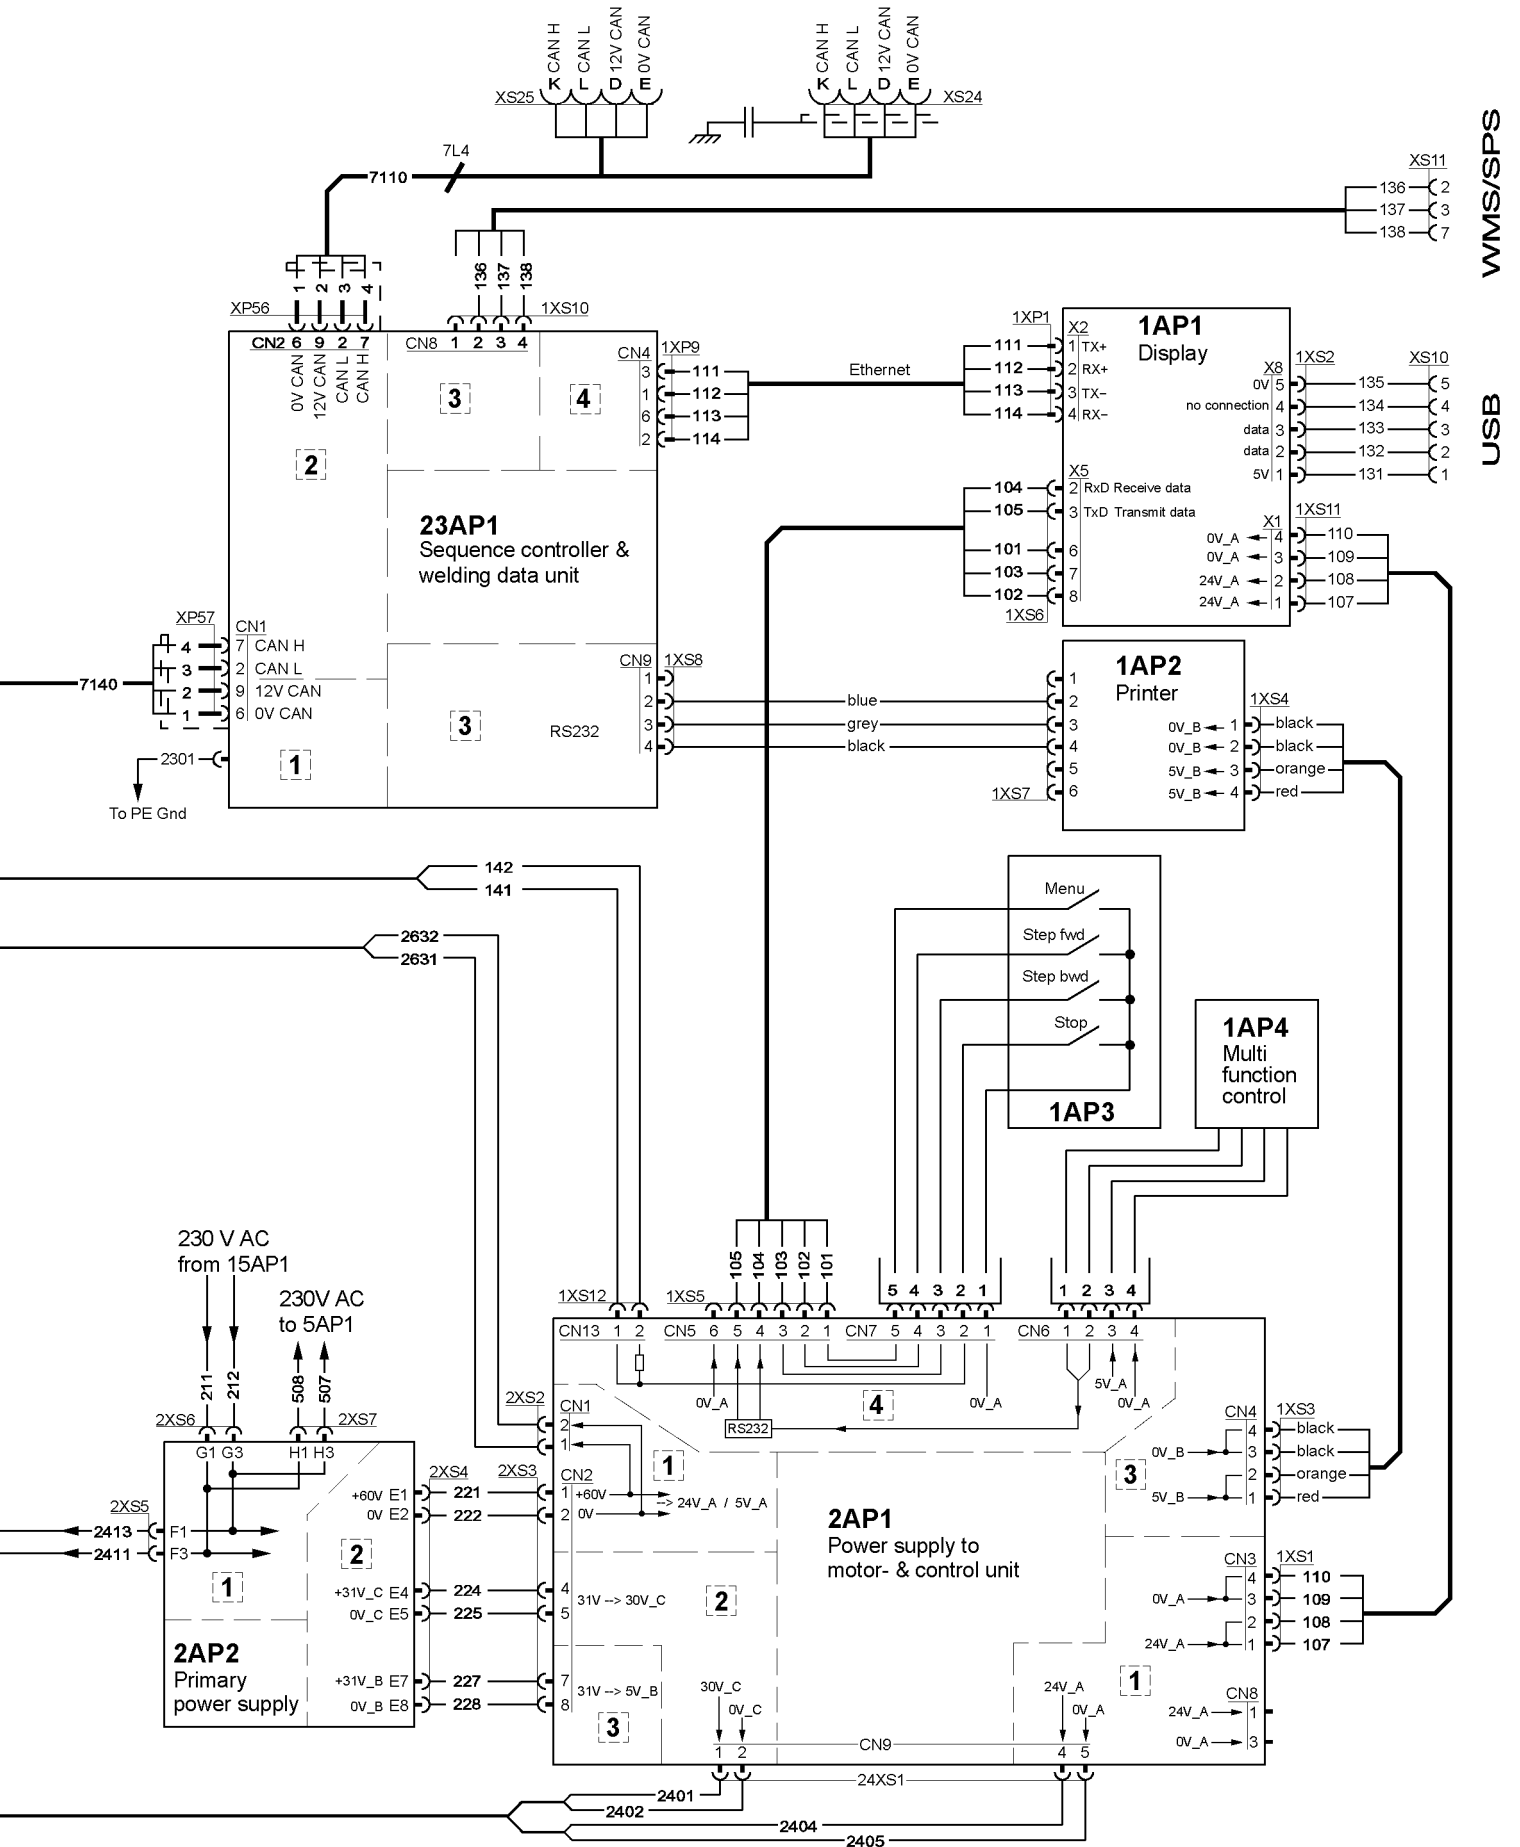 K CAN H
L CAN L
D 12V CAN
E 0V CAN
XS25
K CAN H
L CAN L
D 12V CAN
E 0V CAN
XS24
WMS/SPS
7L4
7110
XS11
136 2
137 3
138 7
1 2 3 4
136 137 138
XP56
1XS10
CN2 6 9 2 7
0V CAN
12V CAN
CAN L
CAN H
CN8 1 2 3 4
2
3
4
CN4 1XP9
3 111
1 112
6 113
2 114
Ethernet
1XP1
X2
111 1 TX+
112 2 RX+
113 3 TX−
114 4 RX−
1AP1
Display
X8 1XS2 XS10
0V 5 135 5
no connection 4 134 4
data 3 133 3
data 2 132 2
5V 1 131 1
USB
X5
104 2 RxD Receive data
105 3 TxD Transmit data
101 6
103 7
102 8
1XS6
X1 1XS11
0V_A 4 110
0V_A 3 109
24V_A 2 108
24V_A 1 107
23AP1
Sequence controller &
welding data unit
XP57
CN1
4 7 CAN H
3 2 CAN L
2 9 12V CAN
1 6 0V CAN
7140
2301
To PE Gnd
1
3
RS232
CN9 1XS8
1
2
3
4
blue
grey
black
1
2
3
4
5
6
1XS7
1AP2
Printer
1XS4
0V_B 1 black
0V_B 2 black
5V_B 3 orange
5V_B 4 red
142
141
2632
2631
Menu
Step fwd
Step bwd
Stop
1AP3
1AP4
Multi
function
control
230 V AC
from 15AP1
230V AC
to 5AP1
211 212
508 507
2XS6
2XS7
G1 G3 H1 H3
2XS5
2413 F1
2411 F3
1
2
2AP2
Primary
power supply
2XS4 2XS3
+60V E1 221 1
0V E2 222 2
+31V_C E4 224 4
0V_C E5 225 5
+31V_B E7 227 7
0V_B E8 228 8
105 104 103 102 101
5 4 3 2 1
1 2 3 4
1XS12
1XS5
CN13 1 2
CN5 6 5 4 3 2 1
CN7 5 4 3 2 1
CN6 1 2 3 4
0V_A
RS232
4
0V_A
5V_A
0V_A
2XS2
CN1
2
1
1
CN2
+60V
0V
--> 24V_A / 5V_A
31V --> 30V_C
2
31V --> 5V_B
3
2AP1
Power supply to
motor- & control unit
3
CN4 1XS3
4 black
0V_B 3 black
2 orange
5V_B 1 red
CN3 1XS1
4 110
0V_A 3 109
2 108
24V_A 1 107
1
CN8
24V_A 1
0V_A 3
30V_C
0V_C
24V_A
0V_A
CN9
1 2 4 5
24XS1
2401
2402
2404
2405